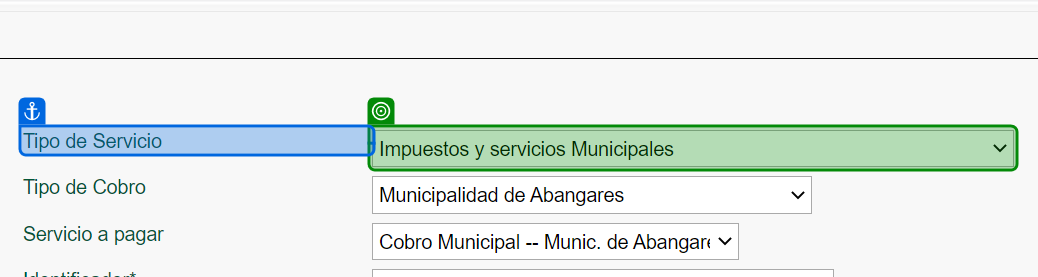 Tipo de Servicio
Impuestos y servicios Municipales
Tipo de Cobro
Municipalidad de Abangares
Servicio a pagar
Cobro Municipal -- Munic. de Abangare
Identificador*